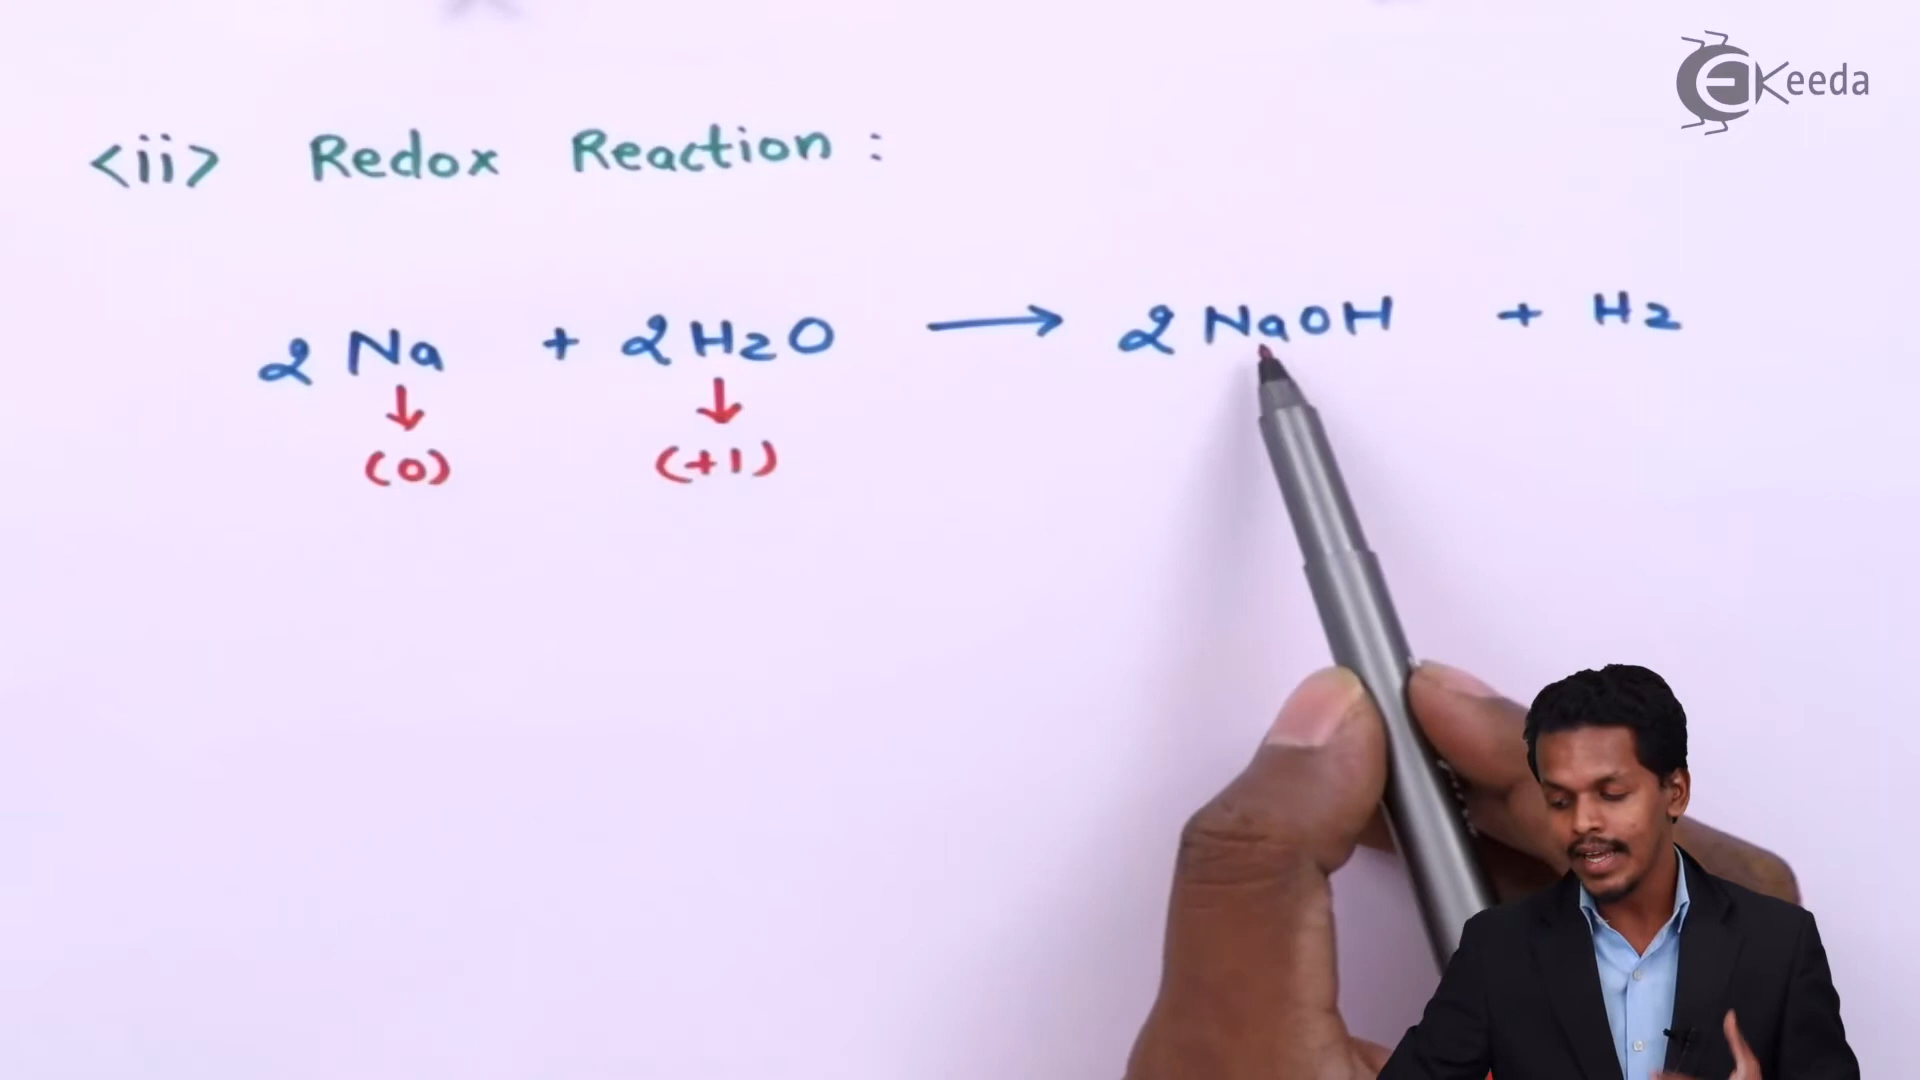 Keeda
<ii> Redox Reaction :
2 Na + 2 H2O → 2 NaOH + H2
↓ ↓
(0) (+1)